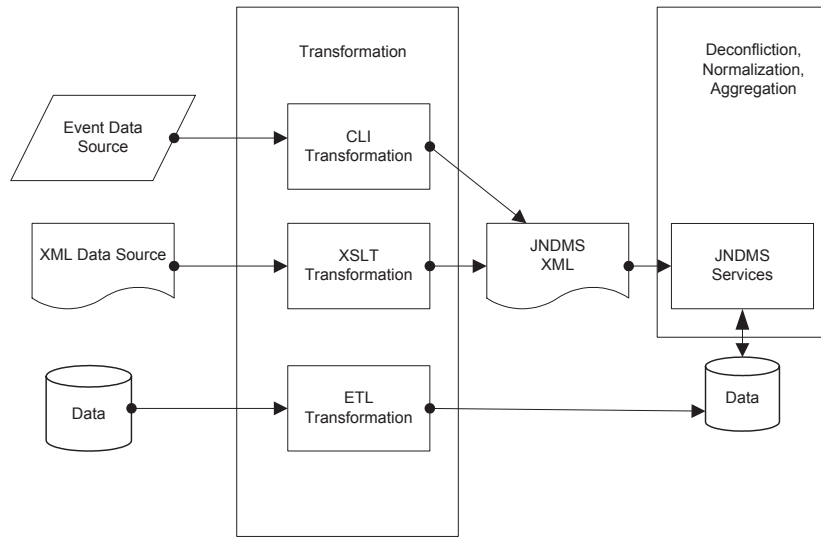 Transformation
Deconfliction,
Normalization,
Aggregation
Event Data
Source
CLI
Transformation
XML Data Source
XSLT
Transformation
JNDMS
XML
JNDMS
Services
Data
ETL
Transformation
Data